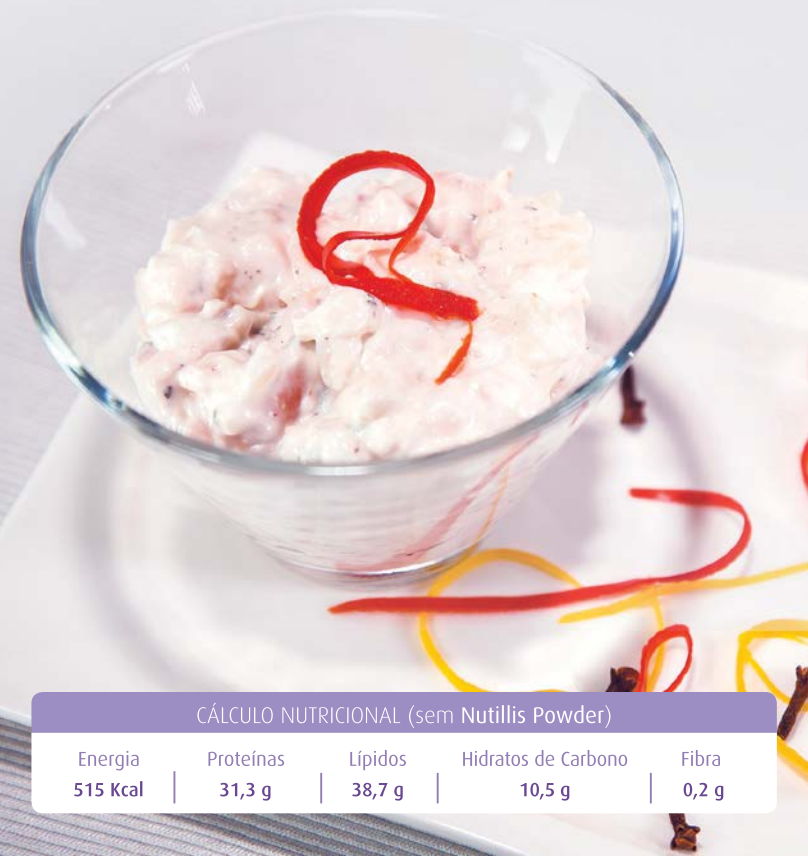 CÁLCULO NUTRICIONAL (sem Nutillis Powder)
Energia Proteínas Lípidos Hidratos de Carbono Fibra
515 Kcal 31,3 g 38,7 g 10,5 g 0,2 g